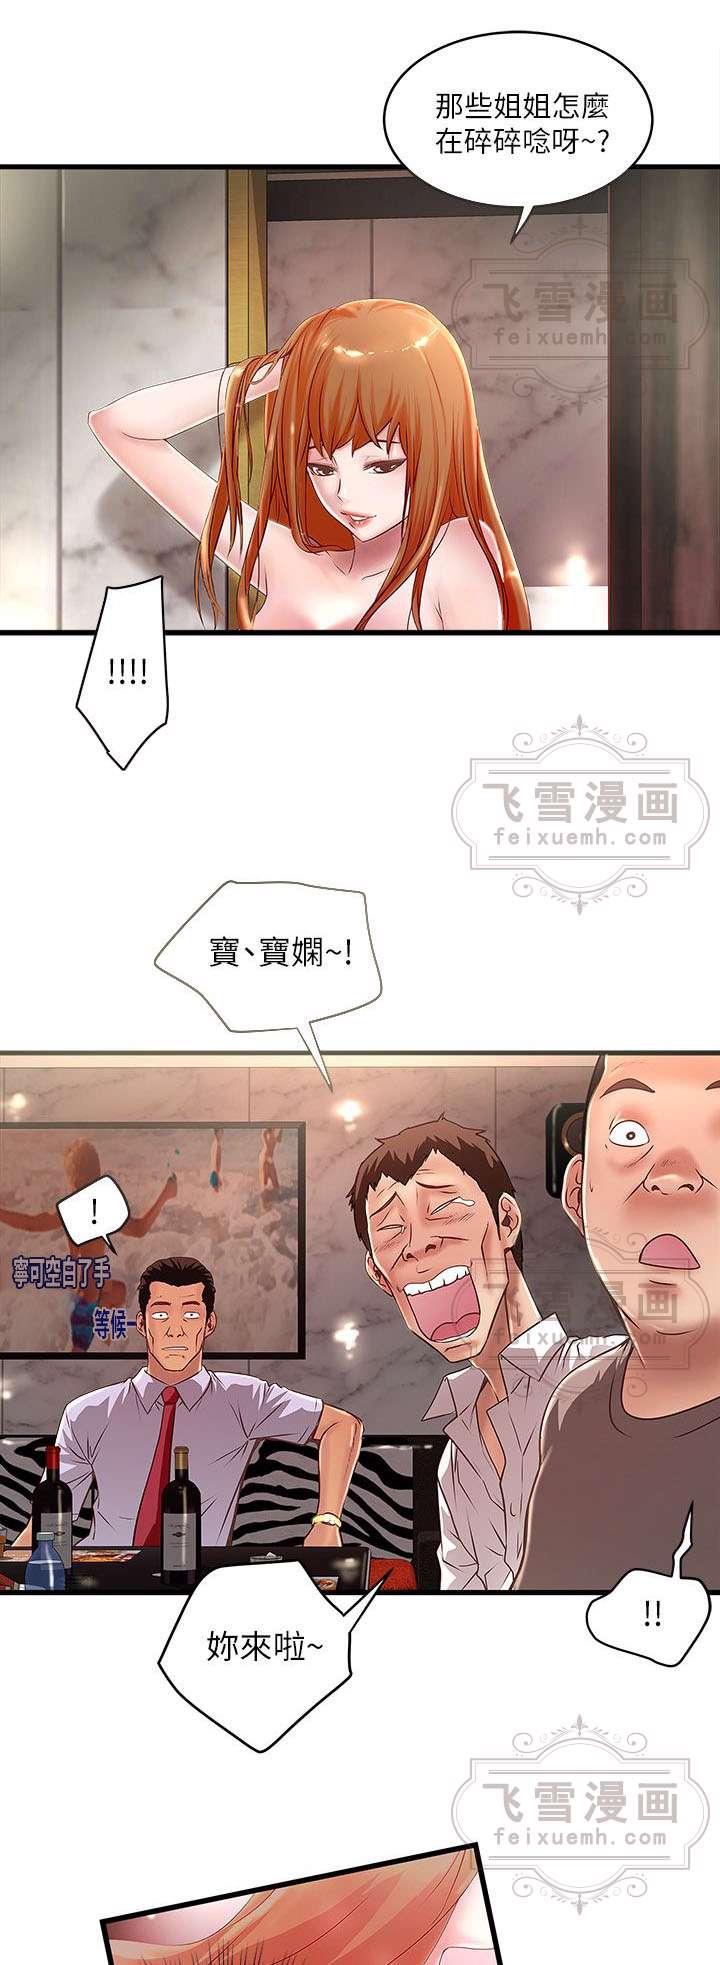 那些姐姐怎麼
在碎碎唸呀~?
飞雪漫画
feixuemh.com
!!!!
飞雪漫画
feixuemh.com
寶、寶嫻~!
!
寧可空白了手
等候一
飞雪漫画
feixuemh.com
妳來啦~
!!
飞雪漫画
feixuemh.com